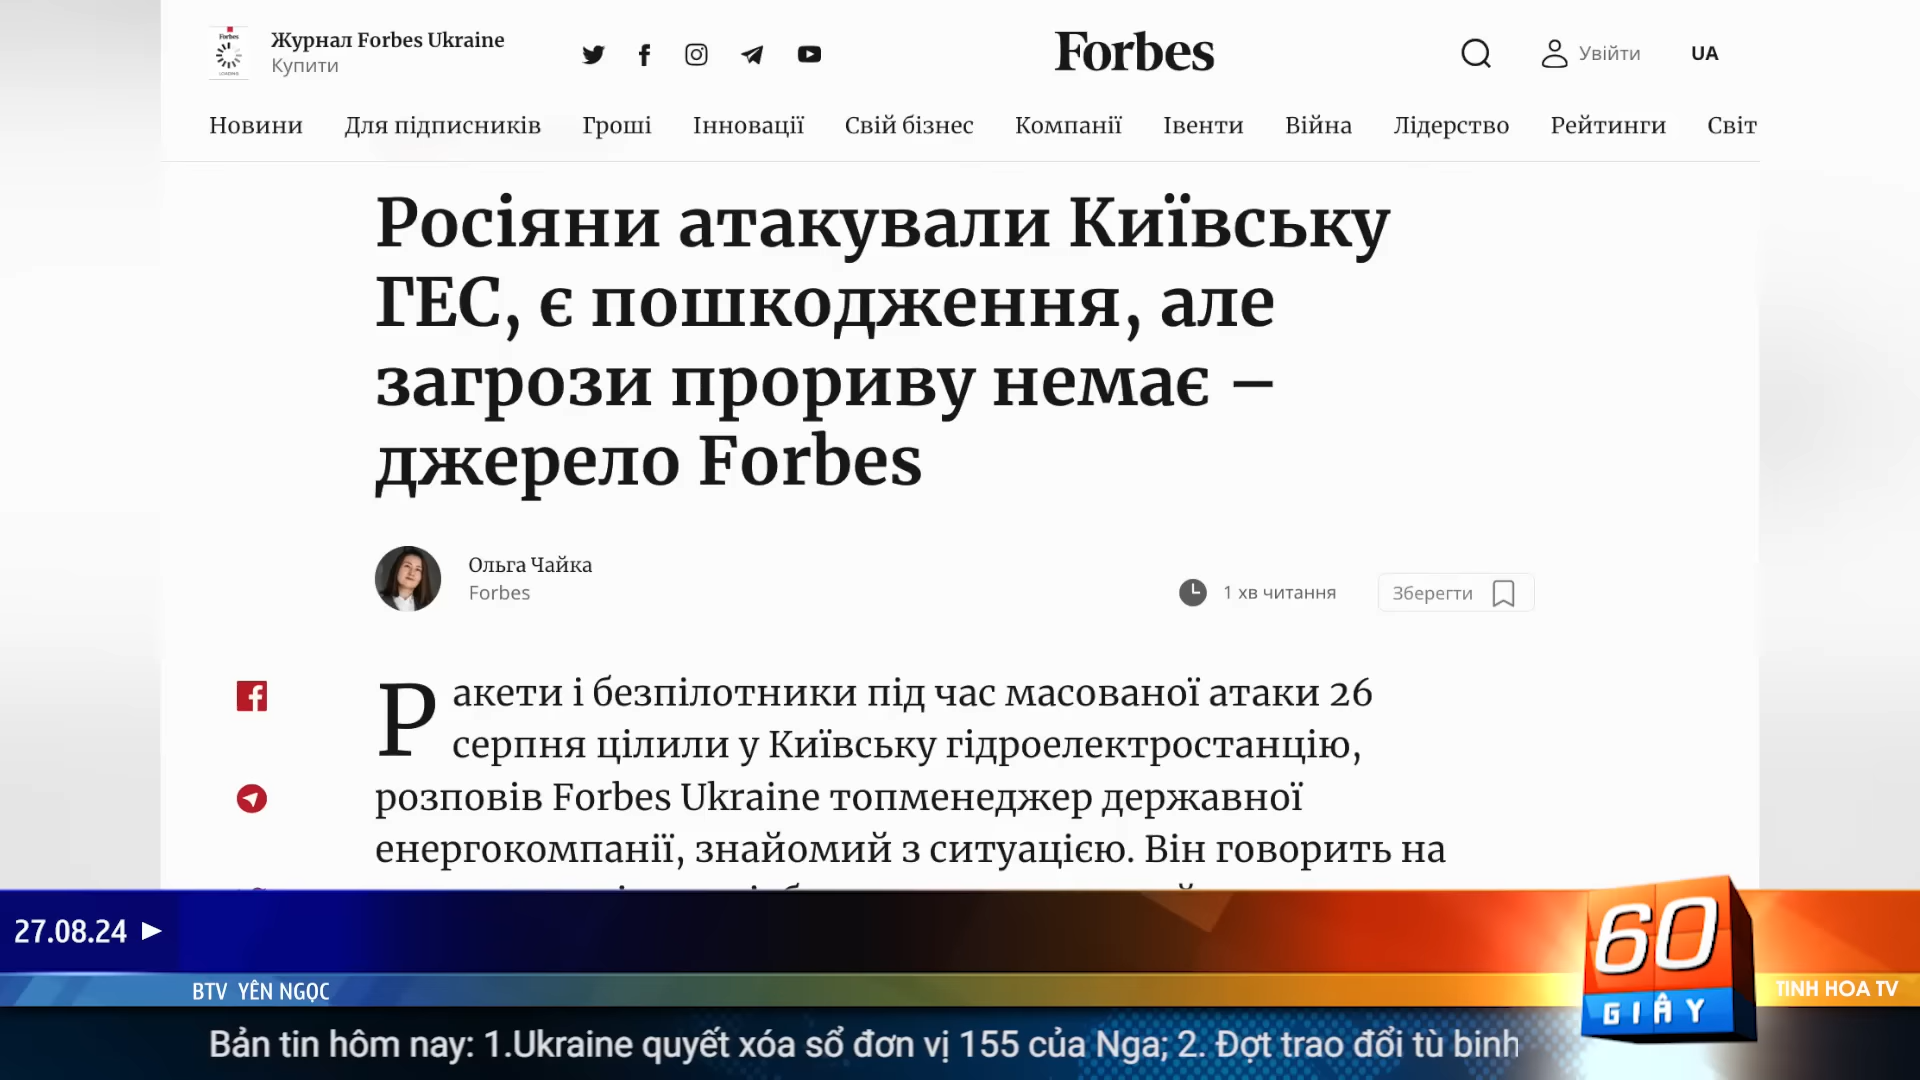 Журнал Forbes Ukraine
Купити
Forbes
Увійти
UA
Новини Для підписників Гроші Інновації Свій бізнес Компанії Івенти Війна Лідерство Рейтинги Світ
Росіяни атакували Київську
ГЕС, є пошкодження, але
загрози прориву немає –
джерело Forbes
Ольга Чайка
Forbes
1 хв читання
Зберегти
Ракети і безпілотники під час масованої атаки 26
серпня цілили у Київську гідроелектростанцію,
розповів Forbes Ukraine топменеджер державної
енергокомпанії, знайомий з ситуацією. Він говорить на
27.08.24
60
GIÂY
BTV YÊN NGỌC
TINH HOA TV
Bản tin hôm nay: 1.Ukraine quyết xóa sổ đơn vị 155 của Nga; 2. Đợt trao đổi tù binh